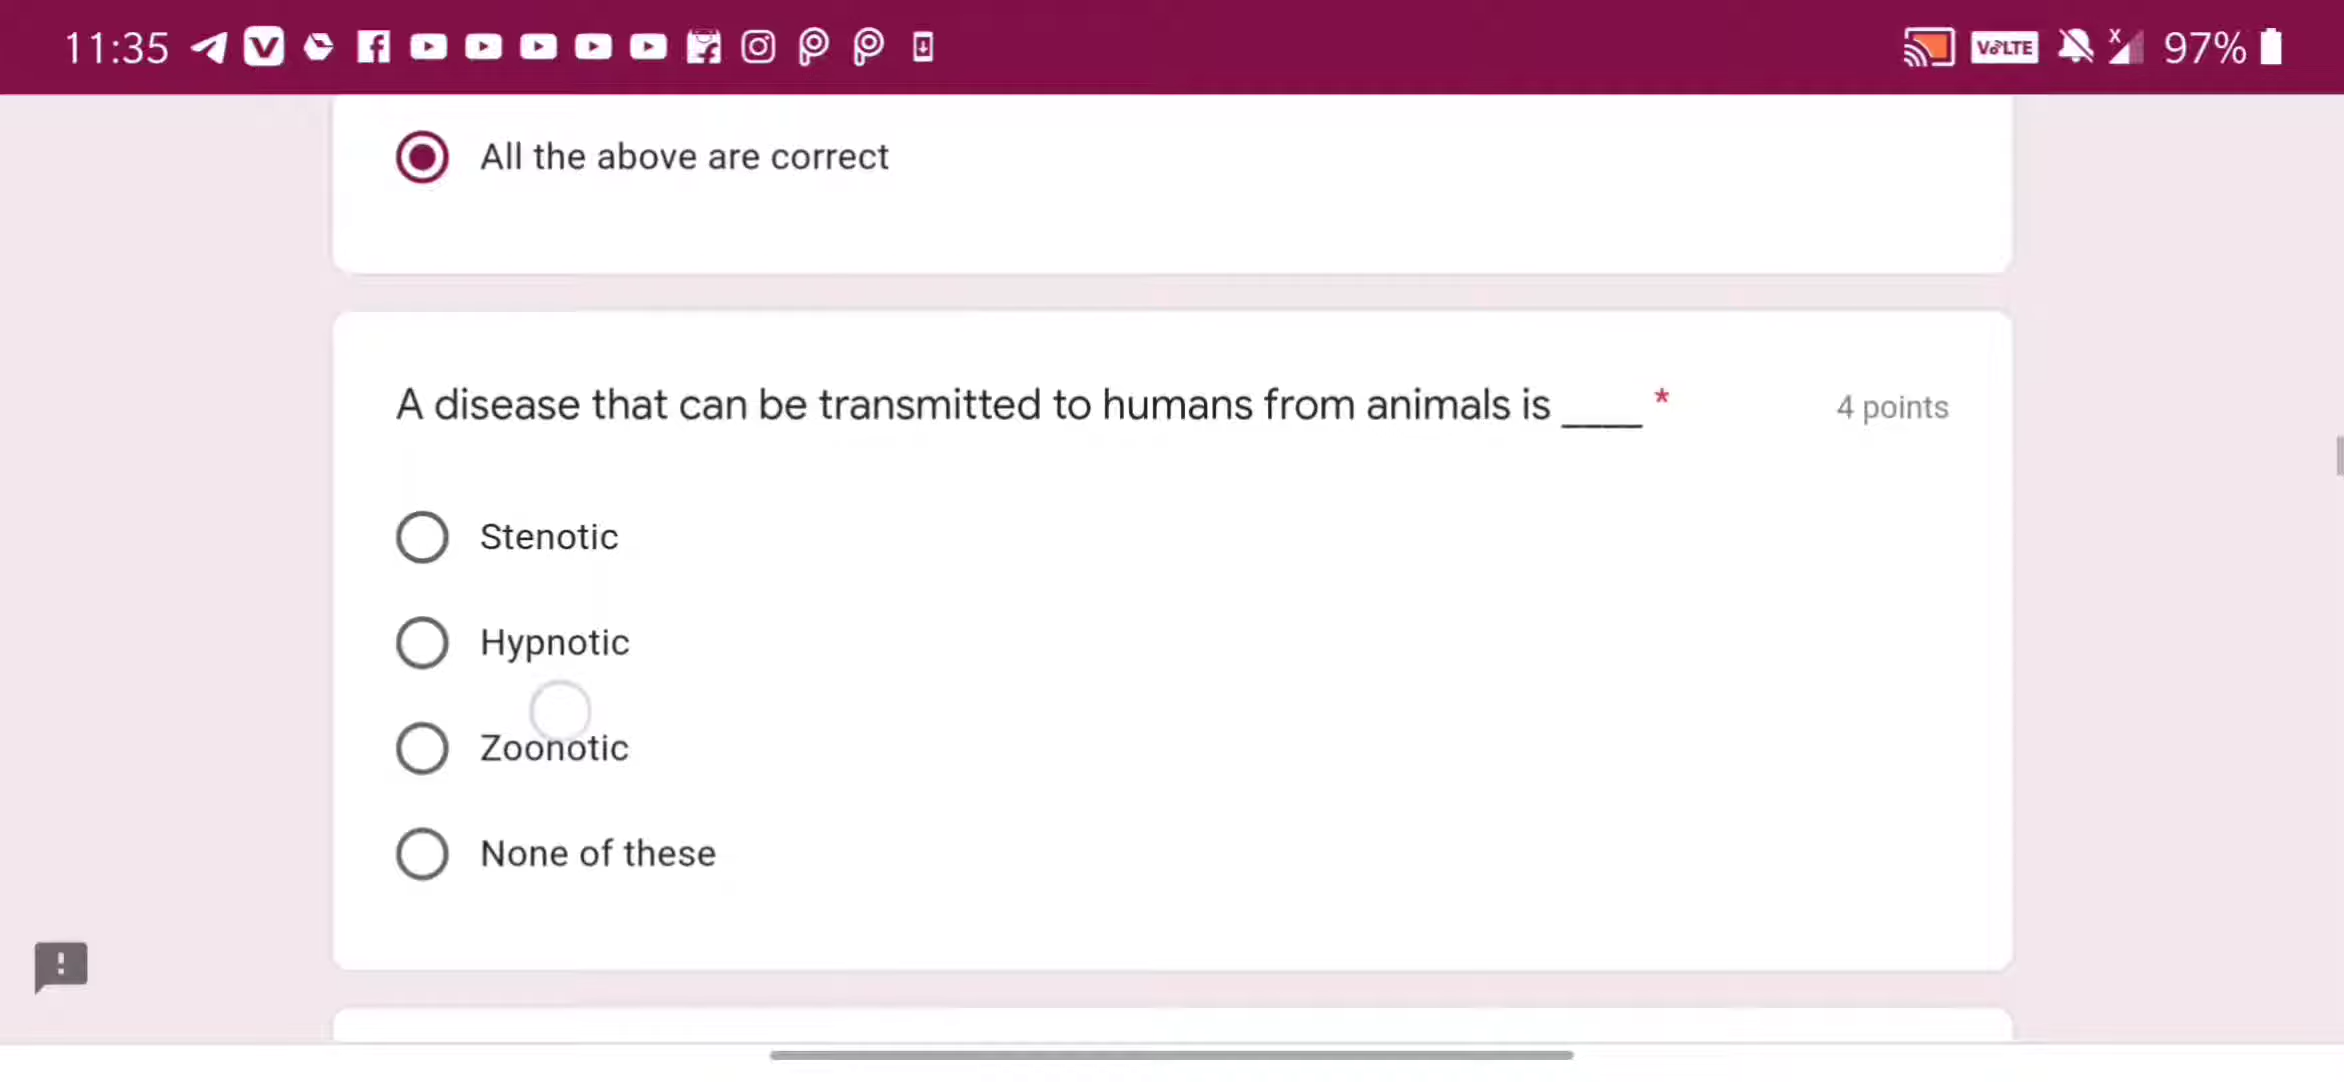 11:35 VoLTE 97%
All the above are correct
A disease that can be transmitted to humans from animals is ____ * 4 points
Stenotic
Hypnotic
Zoonotic
None of these